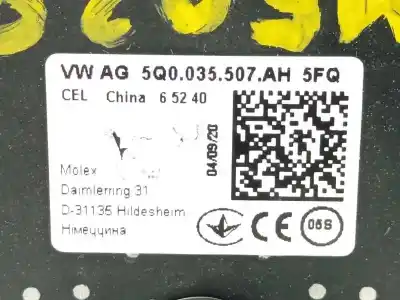 VW AG 5Q0.035.507.AH 5FQ
CEL China 6 52 40
04/09/20
Molex
Daimlerring 31
D-31135 Hildesheim
Німеччина
CE
05S